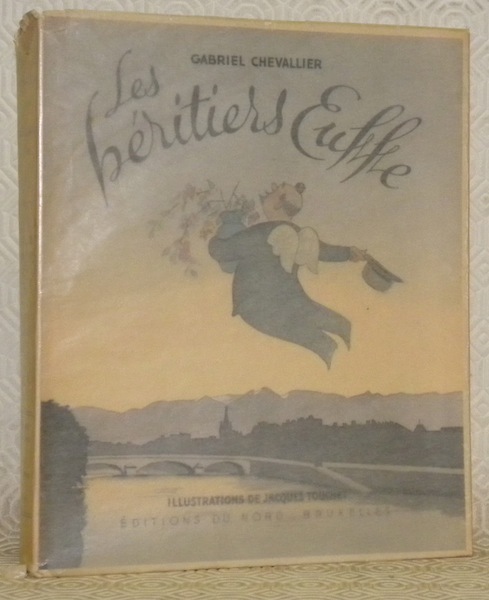 GABRIEL CHEVALLIER
Les
héritiers Euffe
ILLUSTRATIONS DE JACQUES TOUCHET
ÉDITIONS DU NORD - BRUXELLES